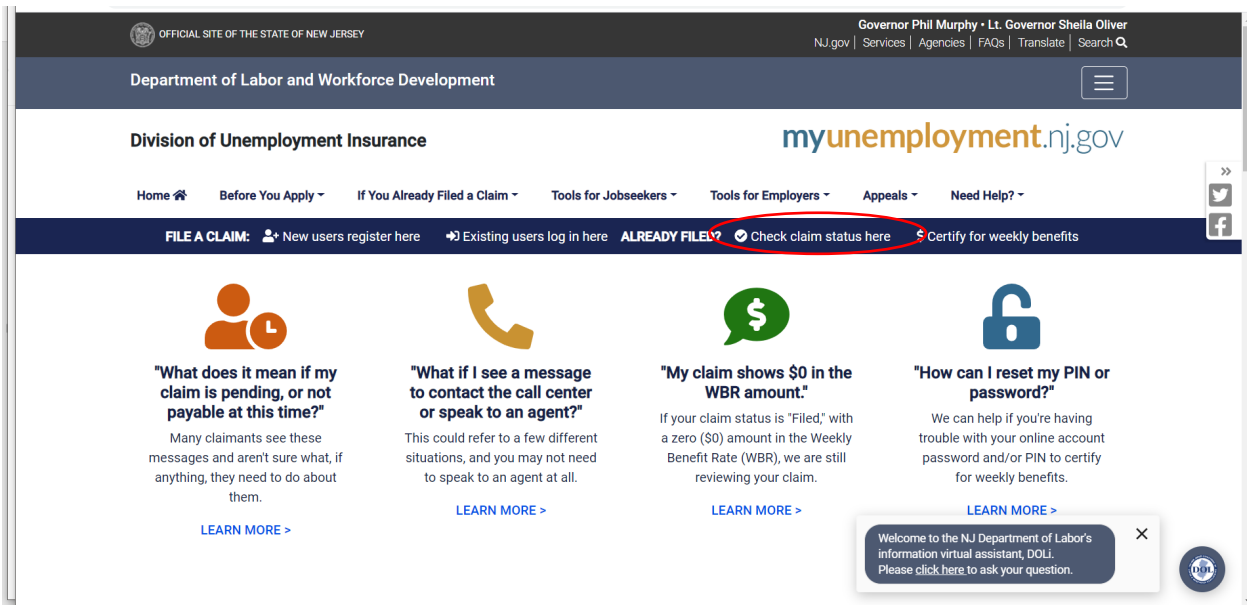 OFFICIAL SITE OF THE STATE OF NEW JERSEY
Governor Phil Murphy • Lt. Governor Sheila Oliver
NJ.gov | Services | Agencies | FAQs | Translate | Search
Department of Labor and Workforce Development
Division of Unemployment Insurance
myunemployment.nj.gov
Home Before You Apply If You Already Filed a Claim Tools for Jobseekers Tools for Employers Appeals Need Help?
FILE A CLAIM: New users register here Existing users log in here ALREADY FILED? Check claim status here $ Certify for weekly benefits
"What does it mean if my
claim is pending, or not
payable at this time?"
Many claimants see these
messages and aren't sure what, if
anything, they need to do about
them.
LEARN MORE >
"What if I see a message
to contact the call center
or speak to an agent?"
This could refer to a few different
situations, and you may not need
to speak to an agent at all.
LEARN MORE >
$
"My claim shows $0 in the
WBR amount."
If your claim status is "Filed," with
a zero ($0) amount in the Weekly
Benefit Rate (WBR), we are still
reviewing your claim.
LEARN MORE >
"How can I reset my PIN or
password?"
We can help if you're having
trouble with your online account
password and/or PIN to certify
for weekly benefits.
LEARN MORE >
Welcome to the NJ Department of Labor's
information virtual assistant, DOLi.
Please click here to ask your question.
DOL